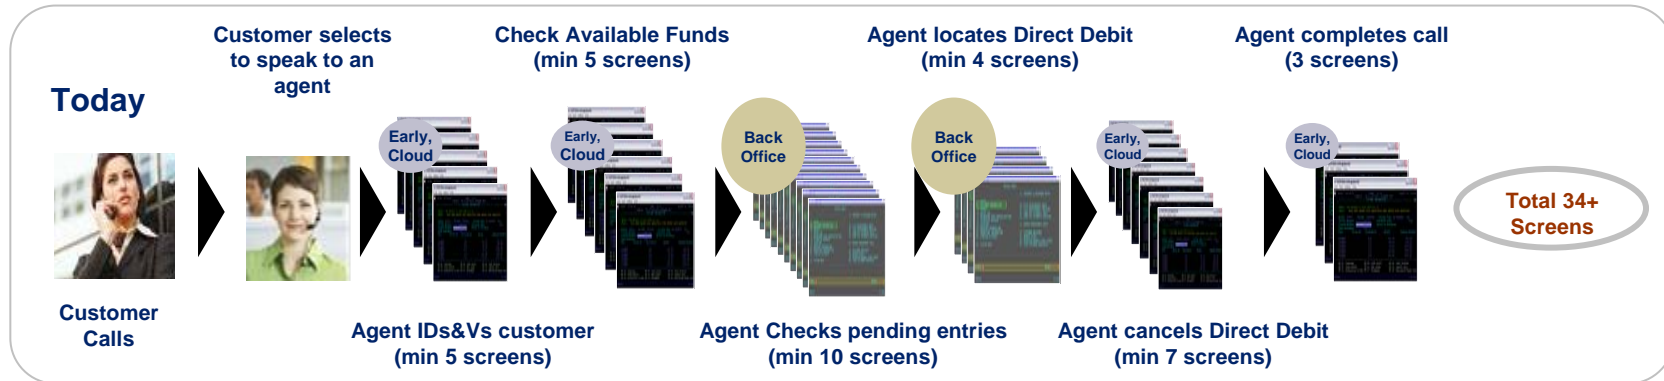 Today
Customer
Calls
Customer selects
to speak to an
agent
Early,
Cloud
Agent IDs&Vs customer
(min 5 screens)
Check Available Funds
(min 5 screens)
Early,
Cloud
Back
Office
Agent Checks pending entries
(min 10 screens)
Agent locates Direct Debit
(min 4 screens)
Back
Office
Early,
Cloud
Agent cancels Direct Debit
(min 7 screens)
Agent completes call
(3 screens)
Early,
Cloud
Total 34+
Screens